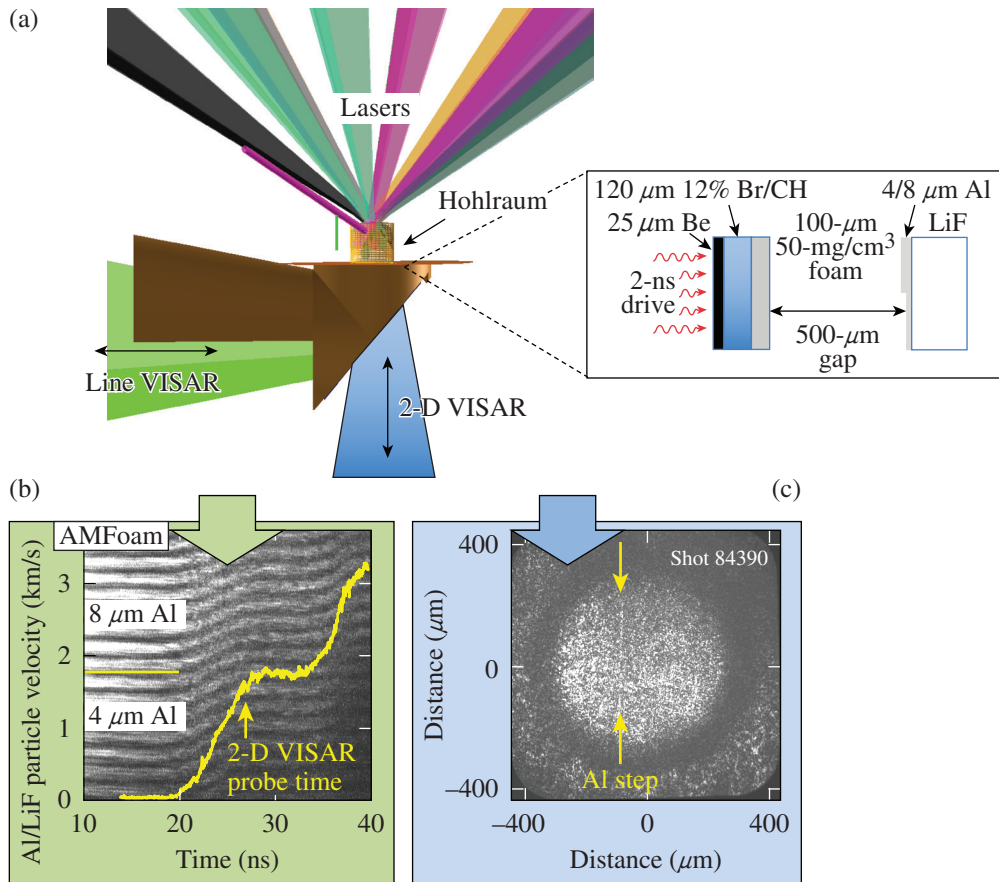 (a)
Lasers
Hohlraum
Line VISAR
2-D VISAR
120 μm 12% Br/CH
25 μm Be
2-ns
drive
100-μm
50-mg/cm³
foam
500-μm
gap
4/8 μm Al
LiF
(b)
AMFoam
Al/LiF particle velocity (km/s)
3
2
1
0
8 μm Al
4 μm Al
2-D VISAR
probe time
10 20 30 40
Time (ns)
(c)
Shot 84390
Distance (μm)
400
0
–400
Al step
–400 0 400
Distance (μm)